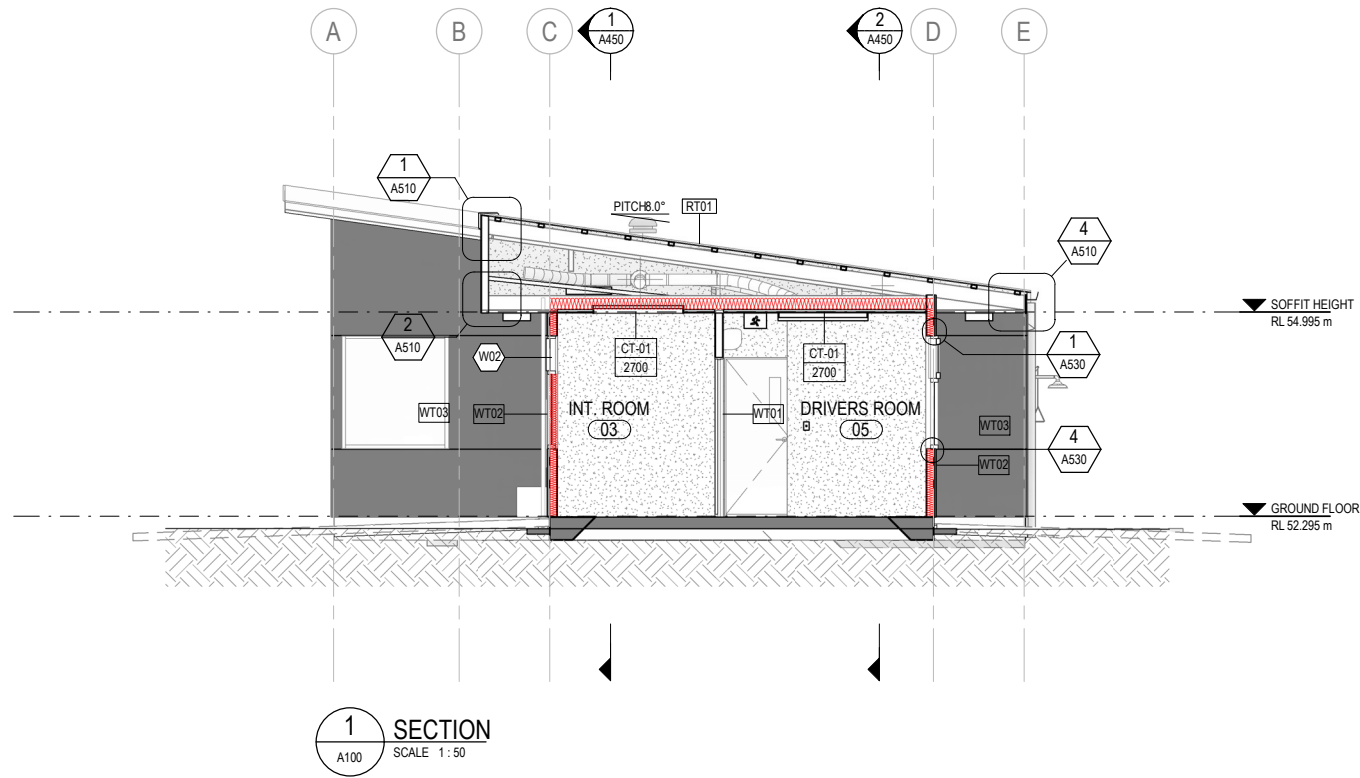 A
B
C
1
A450
2
A450
D
E
1
A510
PITCH8.0°
RT01
4
A510
SOFFIT HEIGHT
RL 54.995 m
2
A510
W02
CT-01
2700
CT-01
2700
1
A530
WT03
WT02
INT. ROOM
03
WT01
DRIVERS ROOM
05
WT03
WT02
4
A530
GROUND FLOOR
RL 52.295 m
1
A100
SECTION
SCALE 1 : 50